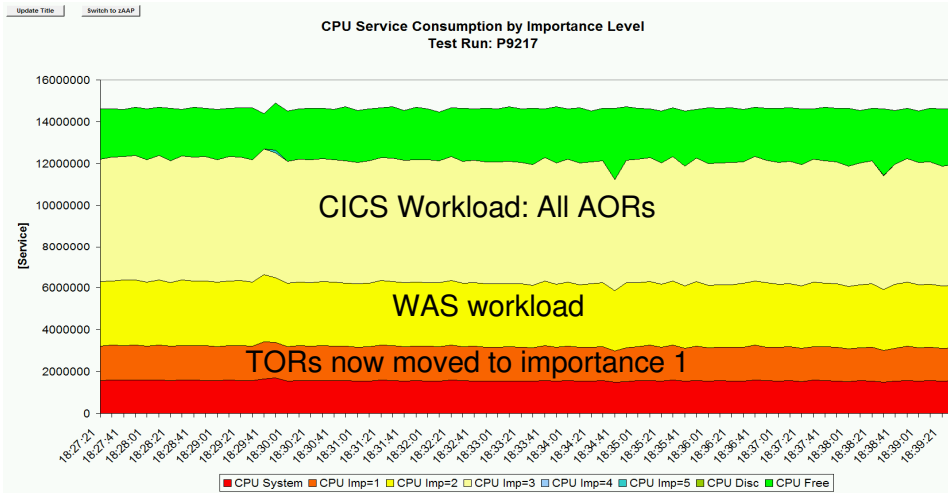 Update Title
Switch to zAAP
CPU Service Consumption by Importance Level
Test Run: P9217
[Service]
16000000
14000000
12000000
10000000
8000000
6000000
4000000
2000000
0
CICS Workload: All AORs
WAS workload
TORs now moved to importance 1
18:27:21
18:27:41
18:28:01
18:28:21
18:28:41
18:29:01
18:29:21
18:29:41
18:30:01
18:30:21
18:30:41
18:31:01
18:31:21
18:31:41
18:32:01
18:32:21
18:32:41
18:33:01
18:33:21
18:33:41
18:34:01
18:34:21
18:34:41
18:35:01
18:35:21
18:35:41
18:36:01
18:36:21
18:36:41
18:37:01
18:37:21
18:37:41
18:38:01
18:38:21
18:38:41
18:39:01
18:39:21
CPU System
CPU Imp=1
CPU Imp=2
CPU Imp=3
CPU Imp=4
CPU Imp=5
CPU Disc
CPU Free